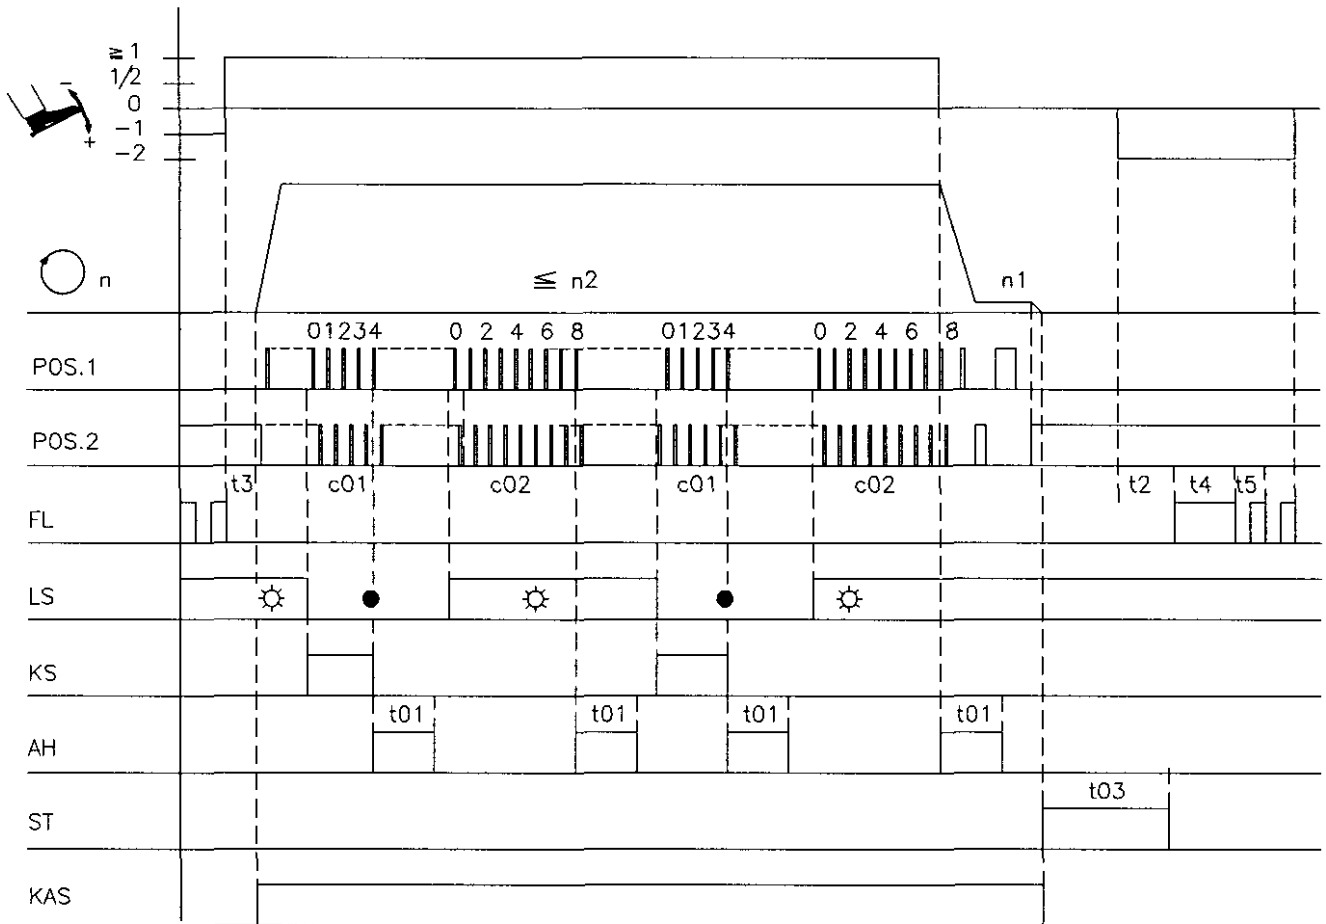 ≧ 1
1/2
0
−1
−2
−
+
n
≦ n2
n1
01234
0 2 4 6 8
01234
0 2 4 6 8
POS.1
POS.2
t3
c01
c02
c01
c02
t2
t4
t5
FL
LS
KS
t01
t01
t01
t01
AH
t03
ST
KAS